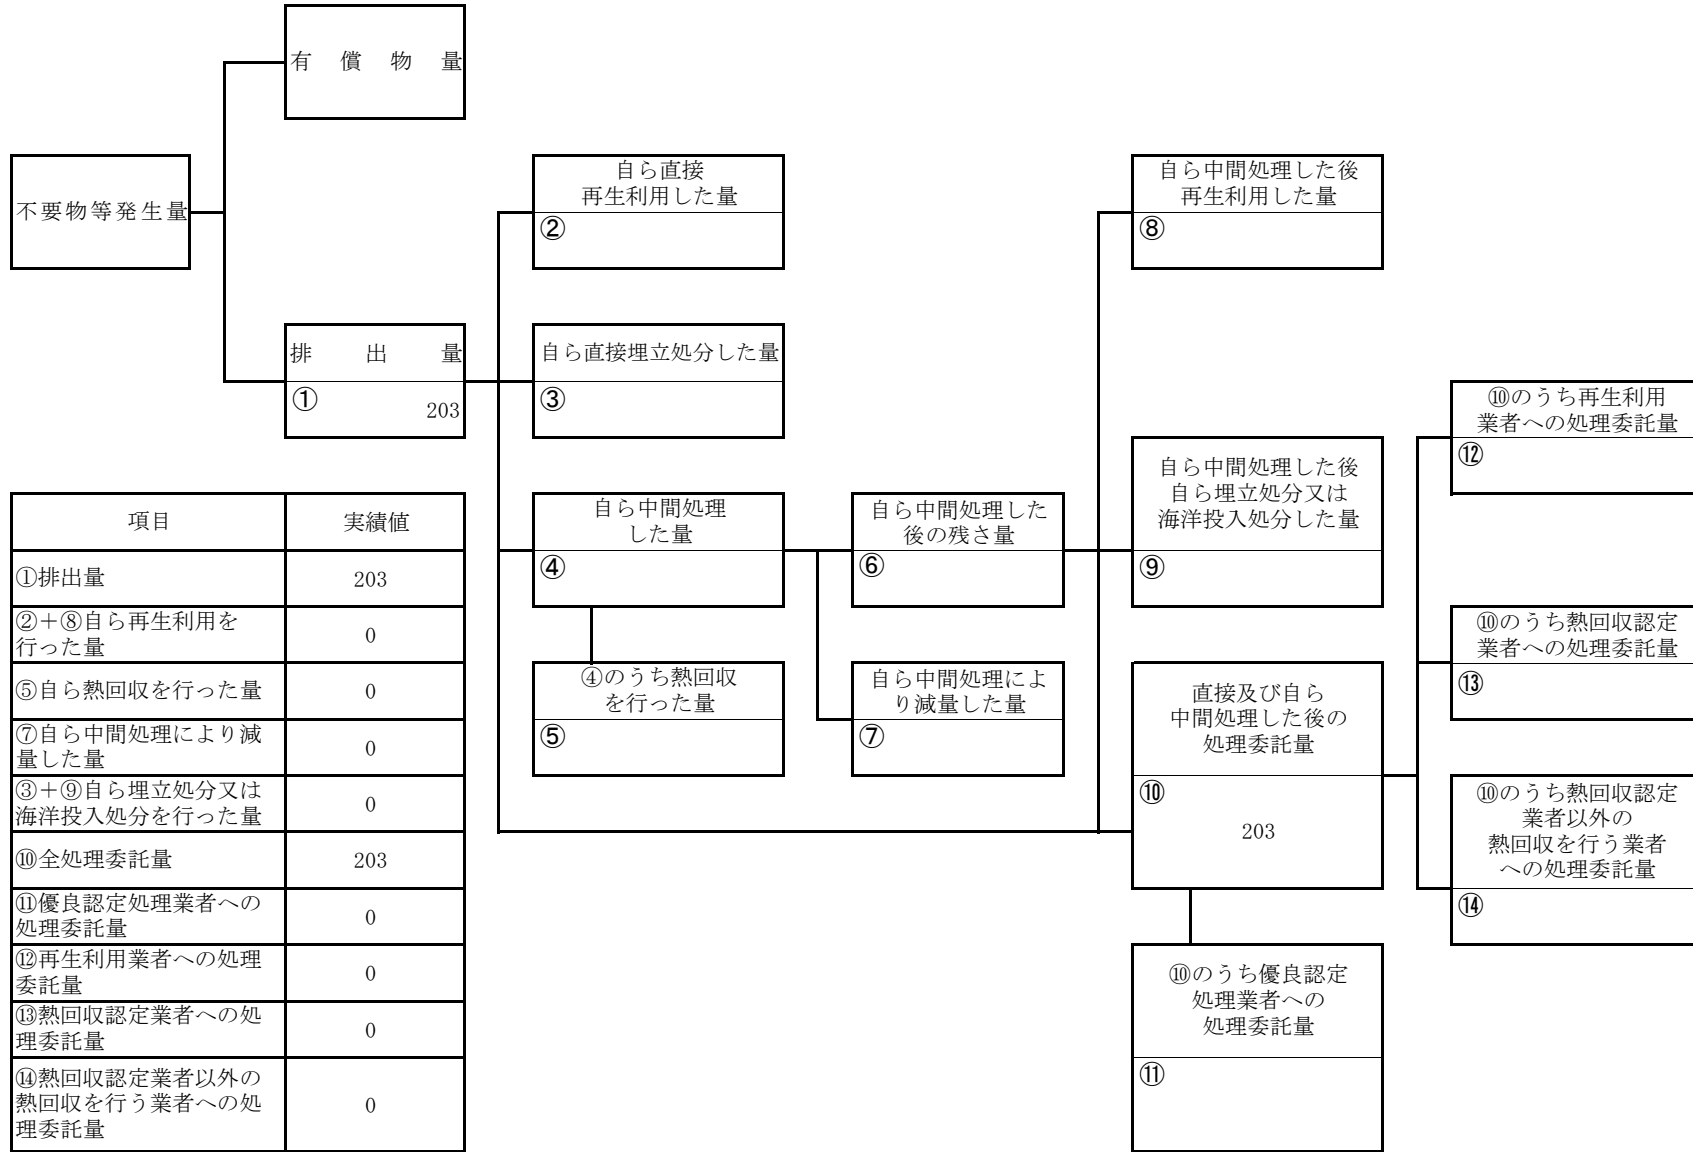 有償物量
不要物等発生量
排出量
①
203
自ら直接
再生利用した量
②
自ら直接埋立処分した量
③
自ら中間処理
した量
④
④のうち熱回収
を行った量
⑤
自ら中間処理した
後の残さ量
⑥
自ら中間処理によ
り減量した量
⑦
自ら中間処理した後
再生利用した量
⑧
自ら中間処理した後
自ら埋立処分又は
海洋投入処分した量
⑨
直接及び自ら
中間処理した後の
処理委託量
⑩
203
⑩のうち優良認定
処理業者への
処理委託量
⑪
⑩のうち再生利用
業者への処理委託量
⑫
⑩のうち熱回収認定
業者への処理委託量
⑬
⑩のうち熱回収認定
業者以外の
熱回収を行う業者
への処理委託量
⑭
項目 実績値
①排出量 203
②+⑧自ら再生利用を
行った量 0
⑤自ら熱回収を行った量 0
⑦自ら中間処理により減
量した量 0
③+⑨自ら埋立処分又は
海洋投入処分を行った量 0
⑩全処理委託量 203
⑪優良認定処理業者への
処理委託量 0
⑫再生利用業者への処理
委託量 0
⑬熱回収認定業者への処
理委託量 0
⑭熱回収認定業者以外の
熱回収を行う業者への処
理委託量 0